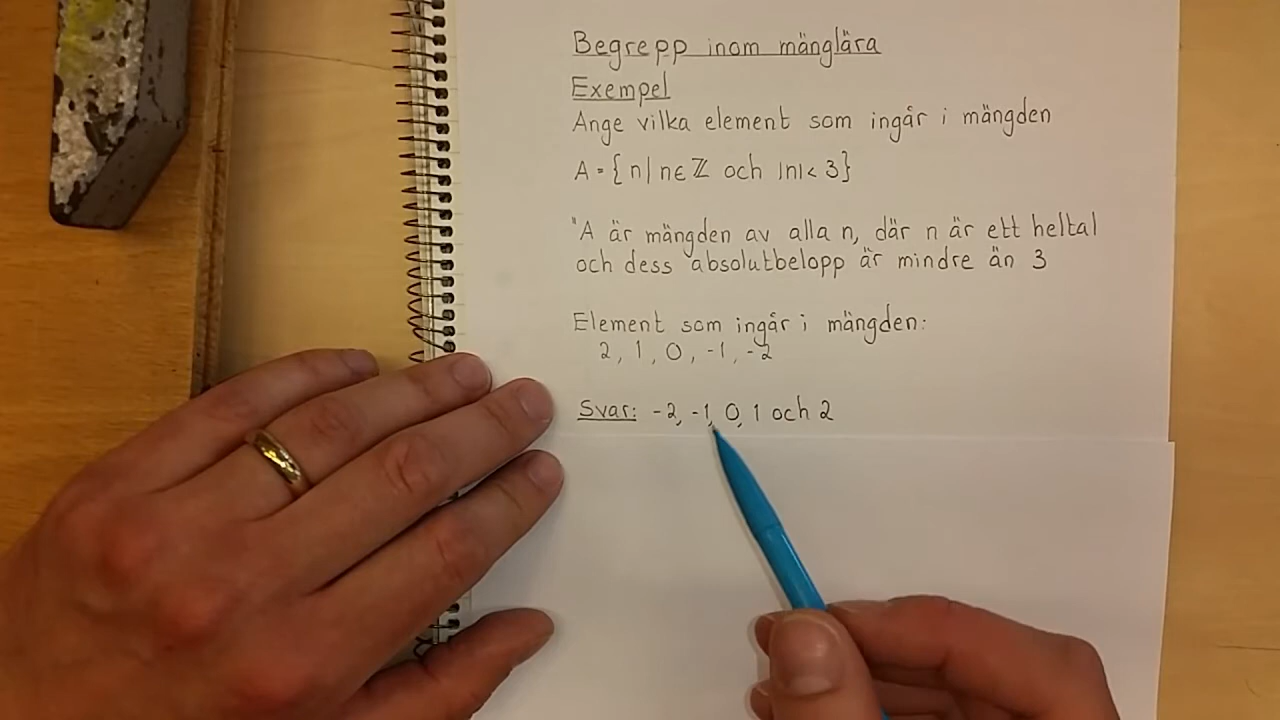 Begrepp inom mänglära
Exempel
Ange vilka element som ingår i mängden
A = { n | n ∈ ℤ och |n| < 3 }
"A är mängden av alla n, där n är ett heltal
och dess absolutbelopp är mindre än 3
Element som ingår i mängden:
2, 1, 0, -1, -2
Svar: -2, -1, 0, 1 och 2